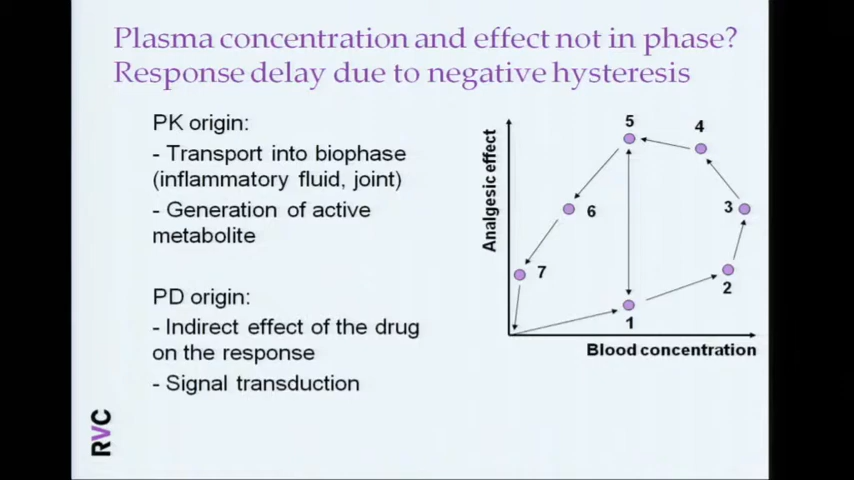 Plasma concentration and effect not in phase?
Response delay due to negative hysteresis
PK origin:
- Transport into biophase
(inflammatory fluid, joint)
- Generation of active
metabolite
PD origin:
- Indirect effect of the drug
on the response
- Signal transduction
RVC
Analgesic effect
5
4
3
6
7
2
1
Blood concentration